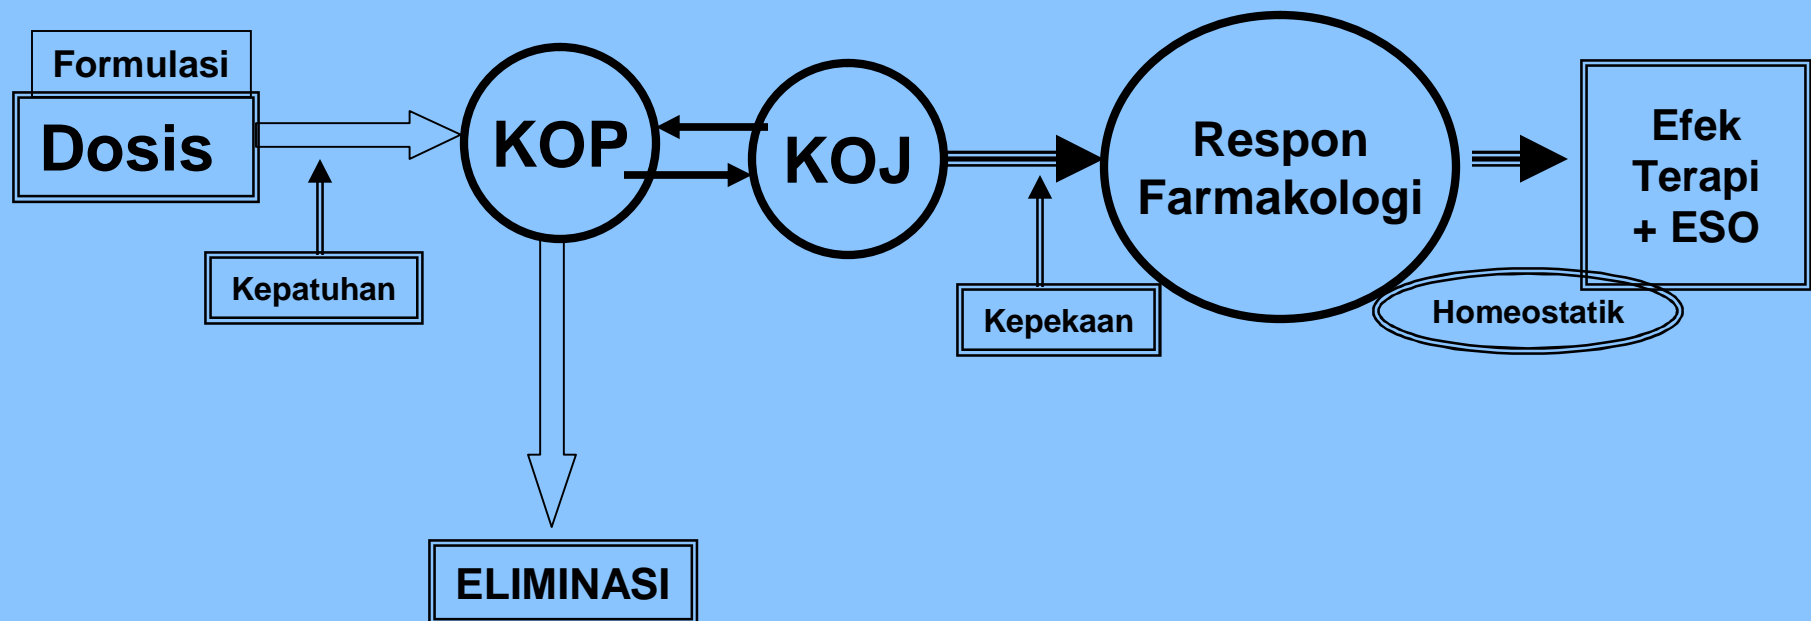 Formulasi
Dosis
Kepatuhan
KOP
KOJ
ELIMINASI
Kepekaan
Respon
Farmakologi
Homeostatik
Efek
Terapi
+ ESO